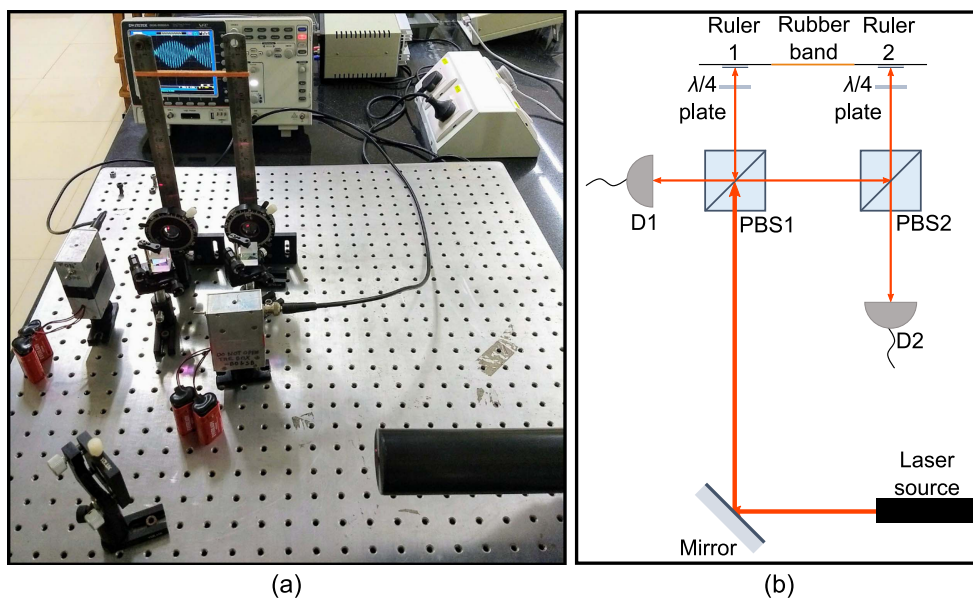 Ruler
1
Rubber
band
Ruler
2
λ/4
plate
λ/4
plate
D1
PBS1
PBS2
D2
Laser
source
Mirror
(a)
(b)